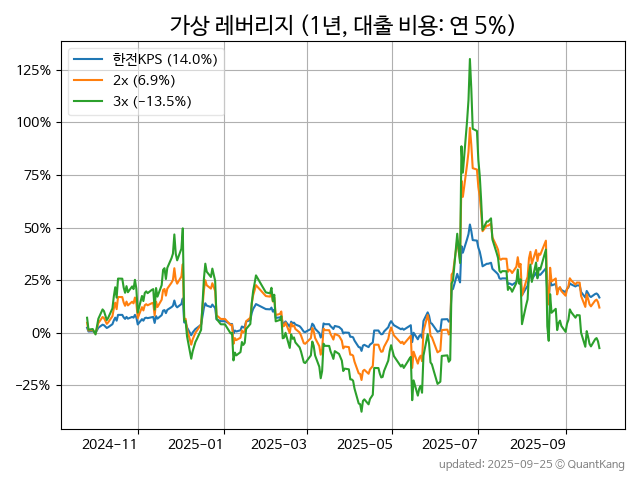 가상 레버리지 (1년, 대출 비용: 연 5%)
한전KPS (14.0%)
2x (6.9%)
3x (−13.5%)
125%
100%
75%
50%
25%
0%
−25%
2024-11
2025-01
2025-03
2025-05
2025-07
2025-09
updated: 2025-09-25 © QuantKang